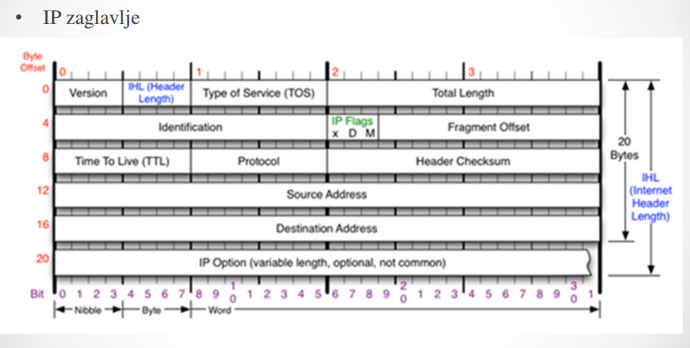 • IP zaglavlje
Byte
Offset
0 1 2 3
0 Version IHL (Header Length) Type of Service (TOS) Total Length
4 Identification IP Flags x D M Fragment Offset
8 Time To Live (TTL) Protocol Header Checksum
12 Source Address
16 Destination Address
20 IP Option (variable length, optional, not common)
20
Bytes
IHL
(Internet
Header
Length)
Bit 0 1 2 3 4 5 6 7 8 9 1 0 1 2 3 4 5 6 7 8 9 2 0 1 2 3 4 5 6 7 8 9 3 0 1
Nibble Byte Word